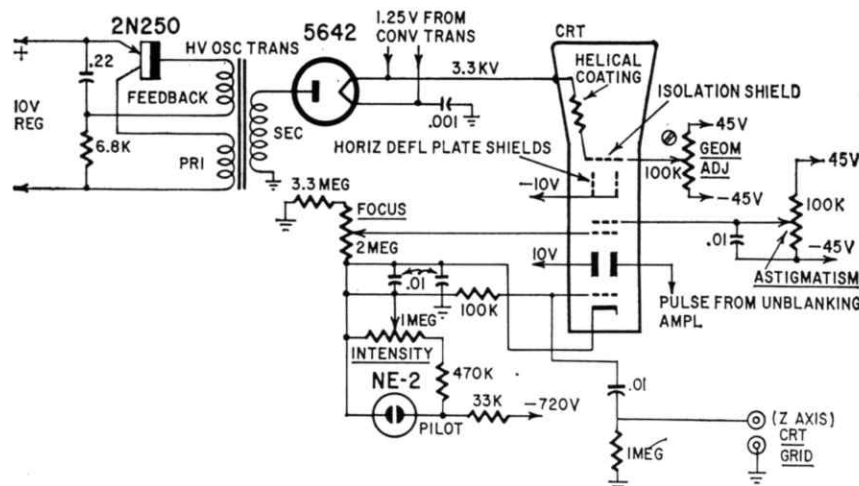 2N250
5642
1.25V FROM
CONV TRANS
CRT
HV OSC TRANS
+
.22
FEEDBACK
3.3KV
HELICAL
COATING
ISOLATION SHIELD
10V
REG
SEC
.001
HORIZ DEFL PLATE SHIELDS
45V
GEOM
ADJ
100K
-45V
6.8K
PRI
-10V
45V
100K
3.3 MEG
FOCUS
2MEG
.01
-45V
ASTIGMATISM
10V
.01
PULSE FROM UNBLANKING
AMPL
100K
1MEG
INTENSITY
470K
NE-2
PILOT
33K
-720V
.01
(Z AXIS)
CRT
GRID
1MEG